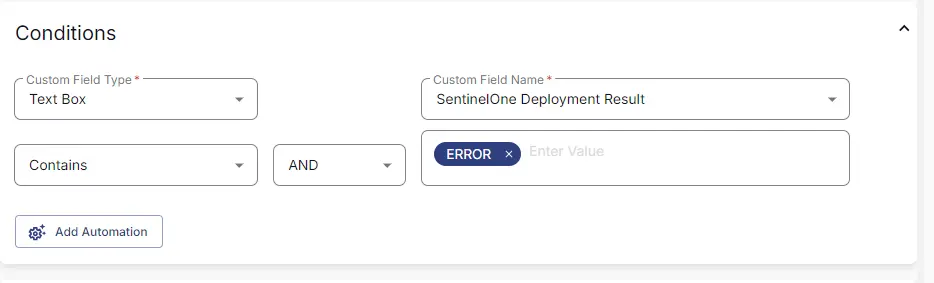 Conditions
Custom Field Type *
Custom Field Name *
Text Box
SentinelOne Deployment Result
Contains
AND
ERROR × Enter Value
Add Automation